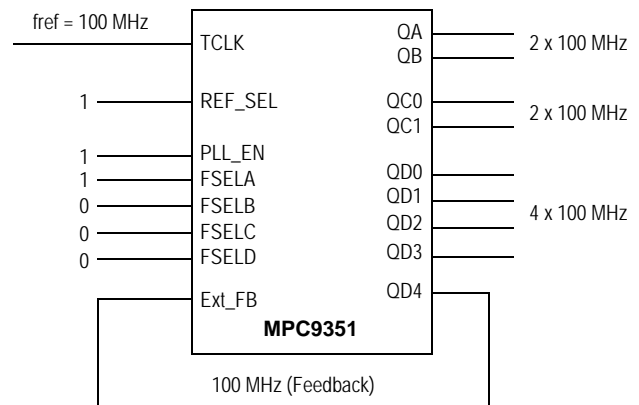 fref = 100 MHz
TCLK
QA
QB
2 x 100 MHz
1
REF_SEL
QC0
QC1
2 x 100 MHz
1
PLL_EN
1
FSELA
0
FSELB
0
FSELC
0
FSELD
QD0
QD1
QD2
QD3
4 x 100 MHz
Ext_FB
QD4
MPC9351
100 MHz (Feedback)